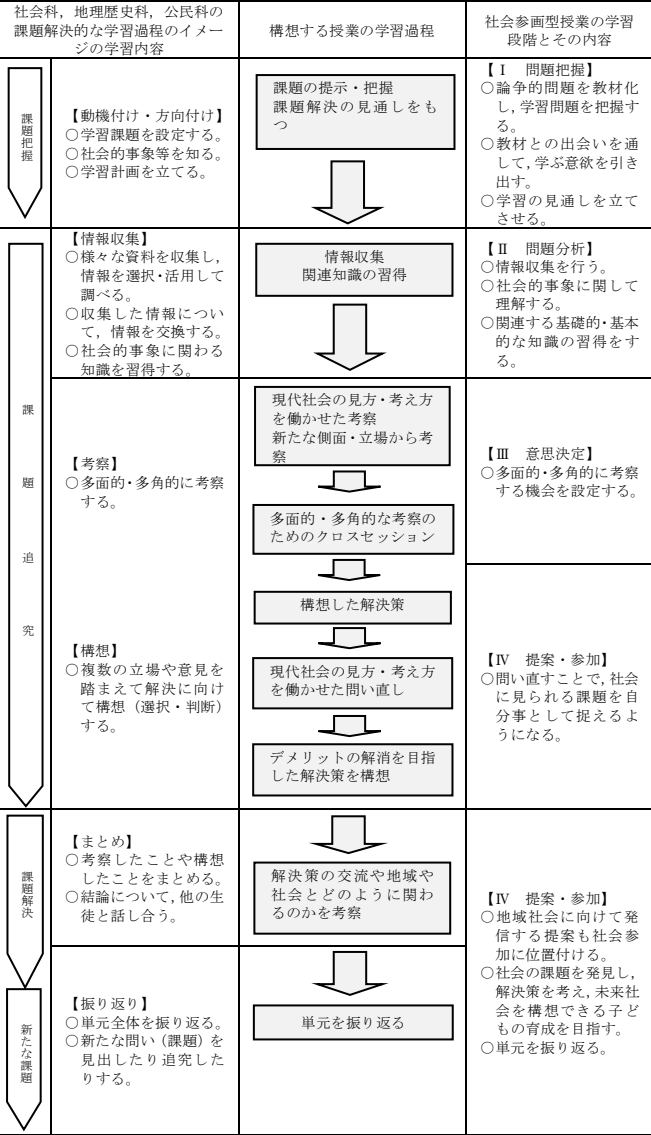 社会科，地理歴史科，公民科の
課題解決的な学習過程のイメー
ジの学習内容
構想する授業の学習過程
社会参画型授業の学習
段階とその内容
課題把握
【動機付け・方向付け】
○学習課題を設定する。
○社会的事象等を知る。
○学習計画を立てる。
課題の提示・把握
課題解決の見通しをも
つ
【Ⅰ　問題把握】
○論争的問題を教材化
し，学習問題を把握す
る。
○教材との出会いを通
して，学ぶ意欲を引き
出す。
○学習の見通しを立て
させる。
課題追究
【情報収集】
○様々な資料を収集し，
情報を選択・活用して
調べる。
○収集した情報につい
て，情報を交換する。
○社会的事象に関わる
知識を習得する。
情報収集
関連知識の習得
【Ⅱ　問題分析】
○情報収集を行う。
○社会的事象に関して
理解する。
○関連する基礎的・基本
的な知識の習得をす
る。
【考察】
○多面的・多角的に考察
する。
現代社会の見方・考え方
を働かせた考察
新たな側面・立場から考
察
多面的・多角的な考察の
ためのクロスセッション
【Ⅲ　意思決定】
○多面的・多角的に考察
する機会を設定する。
【構想】
○複数の立場や意見を
踏まえて解決に向け
て構想（選択・判断）
する。
構想した解決策
現代社会の見方・考え方
を働かせた問い直し
デメリットの解消を目指
した解決策を構想
【Ⅳ　提案・参加】
○問い直すことで，社会
に見られる課題を自
分事として捉えるよ
うになる。
課題解決
【まとめ】
○考察したことや構想
したことをまとめる。
○結論について，他の生
徒と話し合う。
解決策の交流や地域や
社会とどのように関わ
るのかを考察
【Ⅳ　提案・参加】
○地域社会に向けて発
信する提案も社会参
加に位置付ける。
○社会の課題を発見し，
解決策を考え，未来社
会を構想できる子ど
もの育成を目指す。
○単元を振り返る。
新たな課題
【振り返り】
○単元全体を振り返る。
○新たな問い（課題）を
見出したり追究した
りする。
単元を振り返る